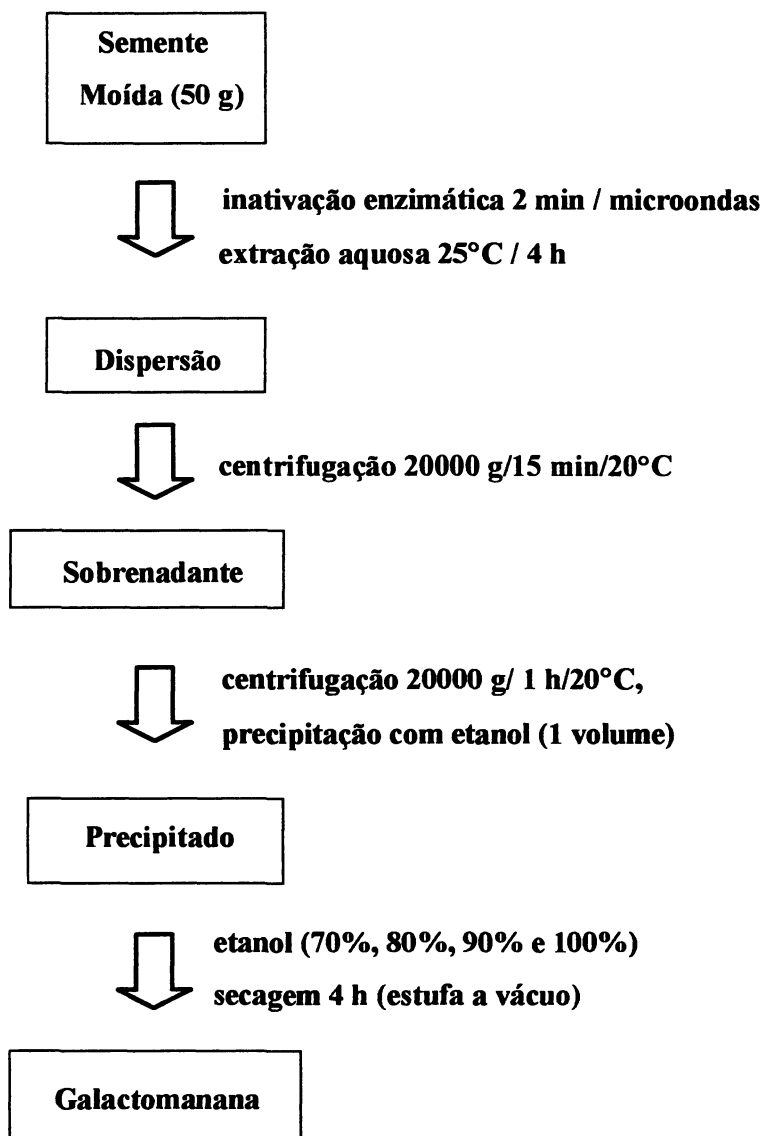 Semente
Moída (50 g)
inativação enzimática 2 min / microondas
extração aquosa 25°C / 4 h
Dispersão
centrifugação 20000 g/15 min/20°C
Sobrenadante
centrifugação 20000 g/ 1 h/20°C,
precipitação com etanol (1 volume)
Precipitado
etanol (70%, 80%, 90% e 100%)
secagem 4 h (estufa a vácuo)
Galactomanana